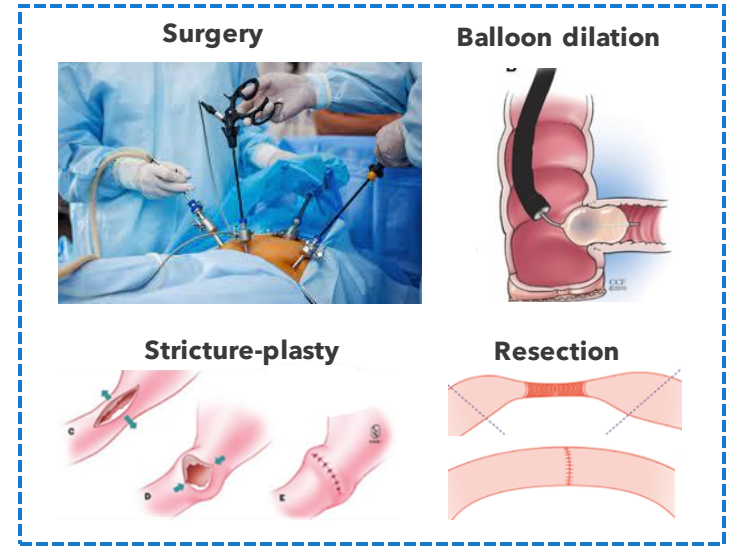 Surgery
Balloon dilation
CCF
Stricture-plasty
Resection
C
D
E